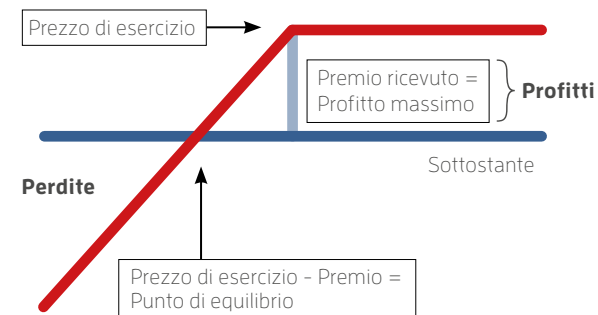 Prezzo di esercizio
Premio ricevuto =
Profitto massimo
Profitti
Sottostante
Perdite
Prezzo di esercizio - Premio =
Punto di equilibrio